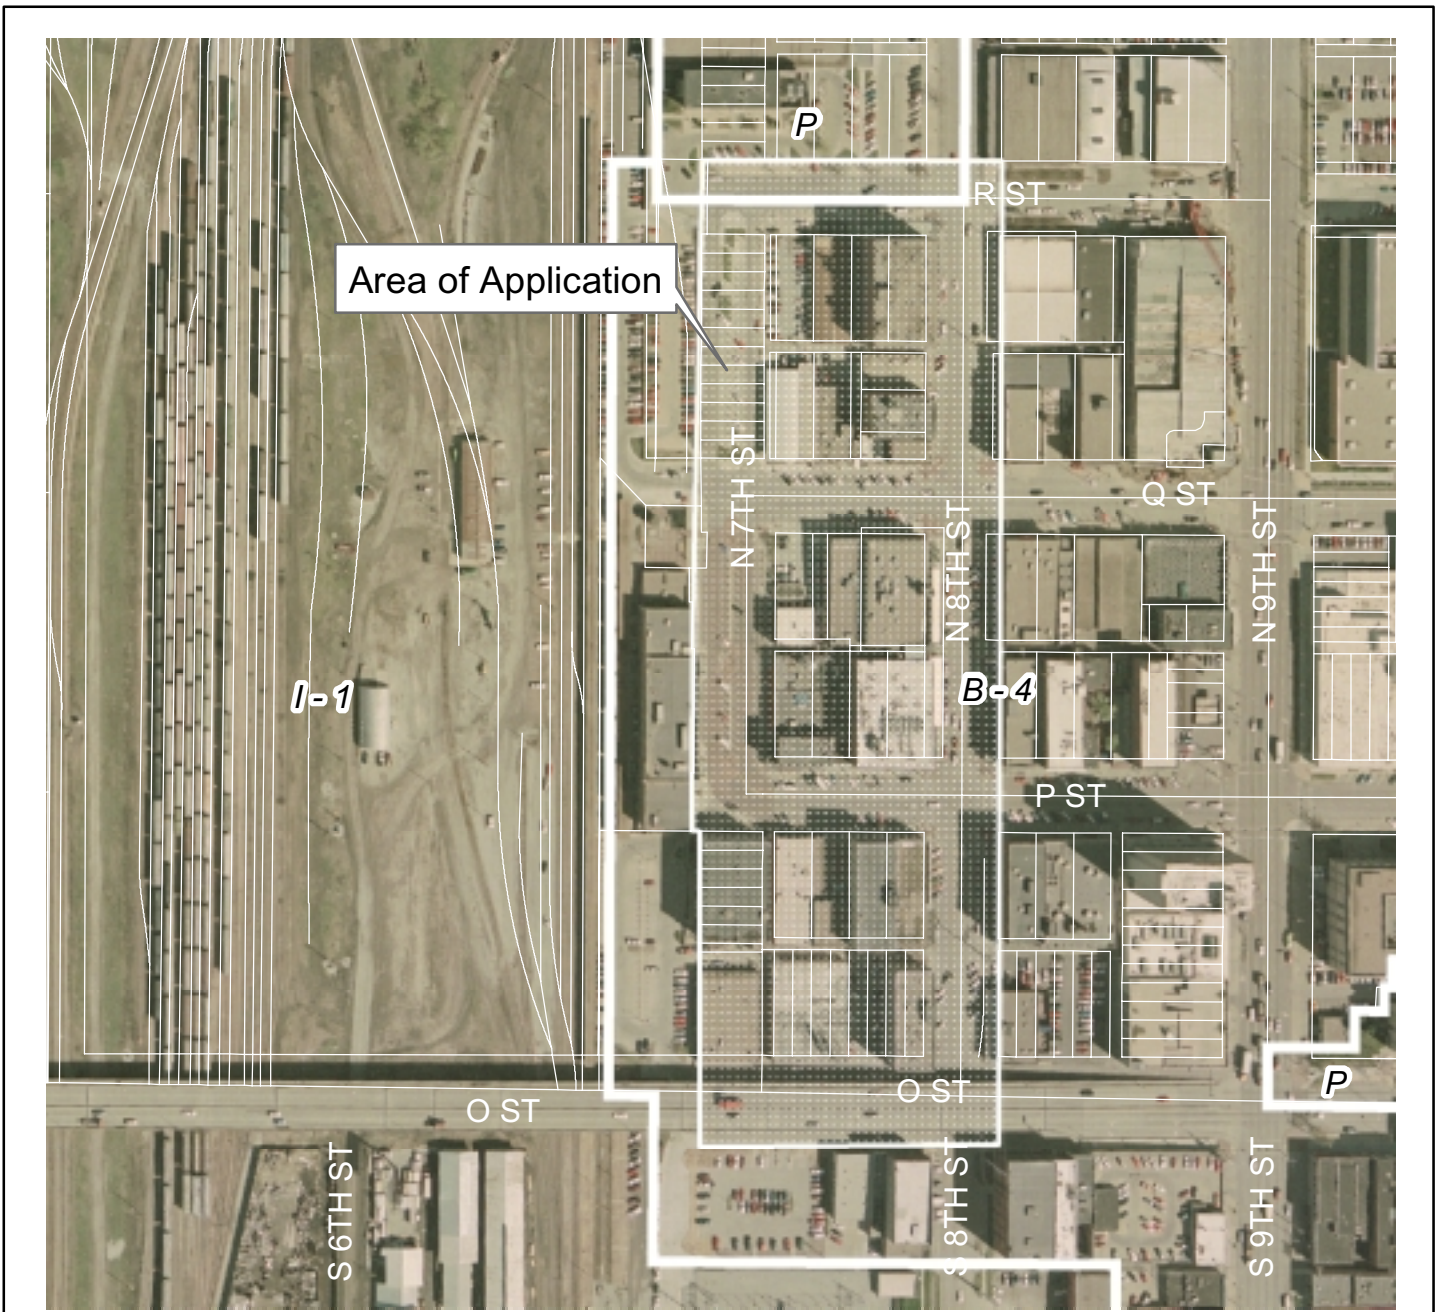 P
R ST
Area of Application
N 7TH ST
Q ST
N 8TH ST
N 9TH ST
I-1
B-4
P ST
O ST
P
O ST
S 6TH ST
S 8TH ST
S 9TH ST